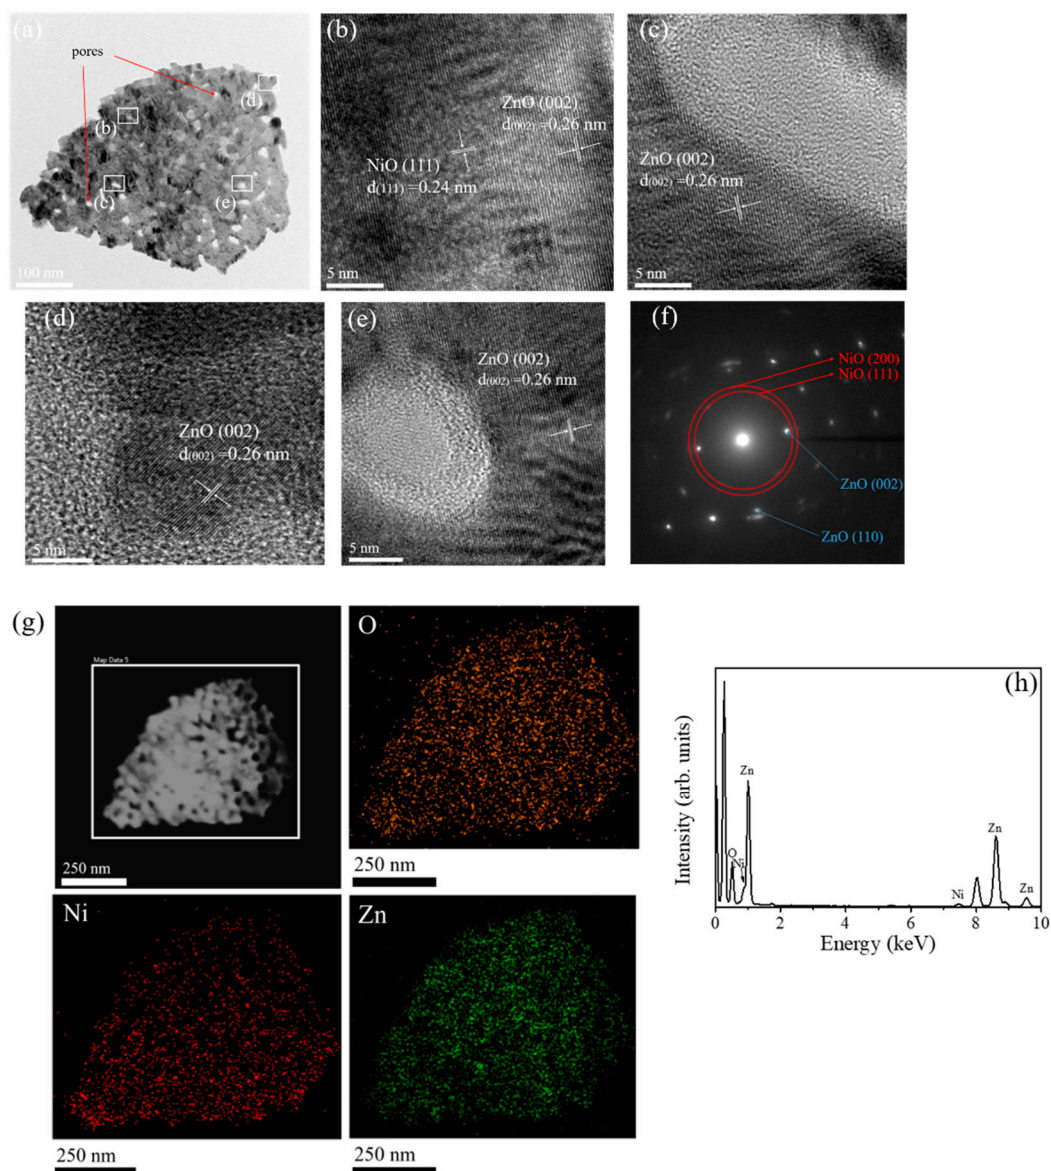 (a)
pores
(d)
(b)
(c)
(e)
100 nm
(b)
ZnO (002)
d(002) =0.26 nm
NiO (111)
d(111) =0.24 nm
5 nm
(c)
ZnO (002)
d(002) =0.26 nm
5 nm
(d)
ZnO (002)
d(002) =0.26 nm
5 nm
(e)
ZnO (002)
d(002) =0.26 nm
5 nm
(f)
NiO (200)
NiO (111)
ZnO (002)
ZnO (110)
(g)
Map Data 5
250 nm
O
250 nm
Ni
250 nm
Zn
250 nm
(h)
Intensity (arb. units)
Zn
O
Ni
Zn
Ni
Zn
0
2
4
6
8
10
Energy (keV)